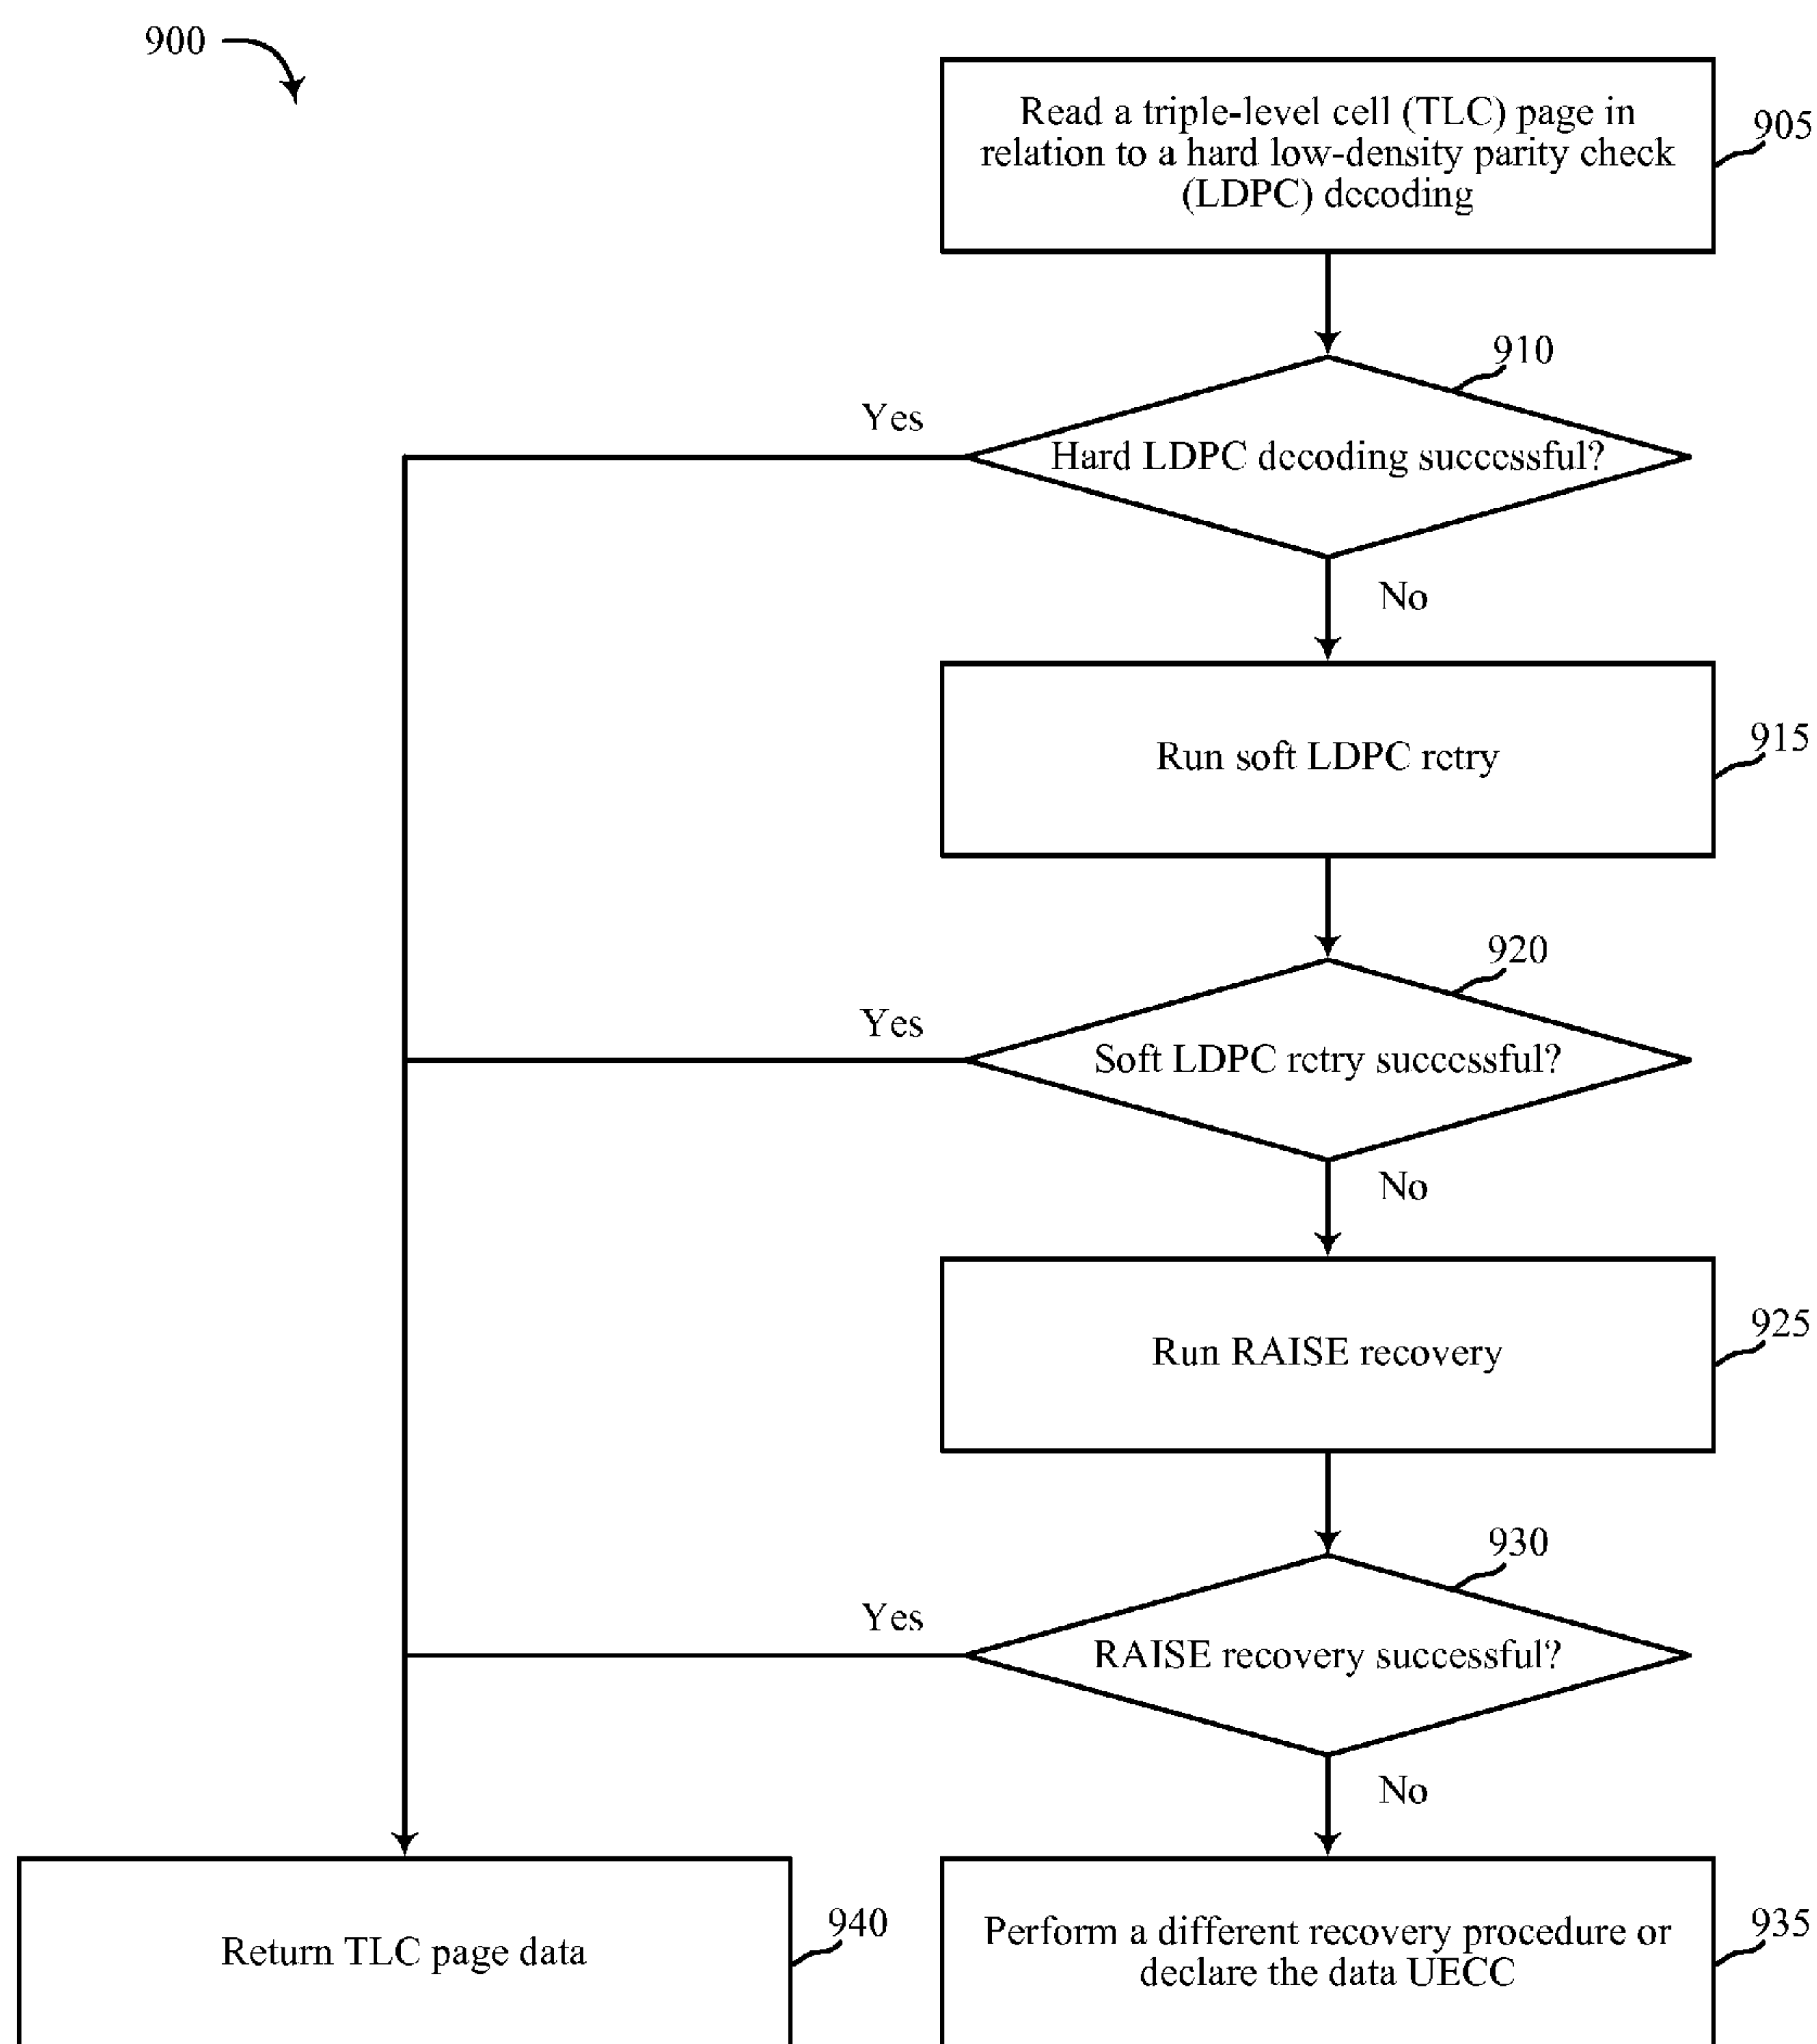 900
Read a triple-level cell (TLC) page in
relation to a hard low-density parity check
(LDPC) decoding
905
910
Yes
Hard LDPC decoding successful?
No
Run soft LDPC retry
915
920
Yes
Soft LDPC retry successful?
No
Run RAISE recovery
925
930
Yes
RAISE recovery successful?
No
Return TLC page data
940
Perform a different recovery procedure or
declare the data UECC
935